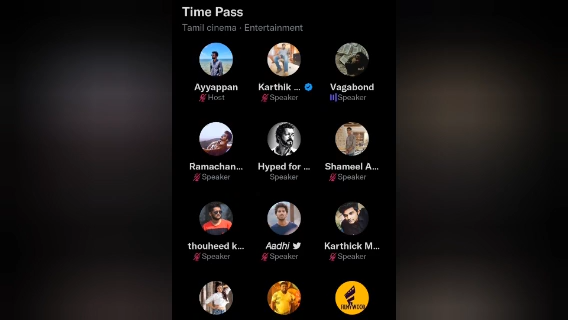 Time Pass
Tamil cinema · Entertainment
Ayyappan
Host
Karthik ...
Speaker
Vagabond
Speaker
Ramachan...
Speaker
Hyped for ...
Speaker
Shameel A...
Speaker
thouheed k...
Speaker
Aadhi
Speaker
Karthick M...
Speaker